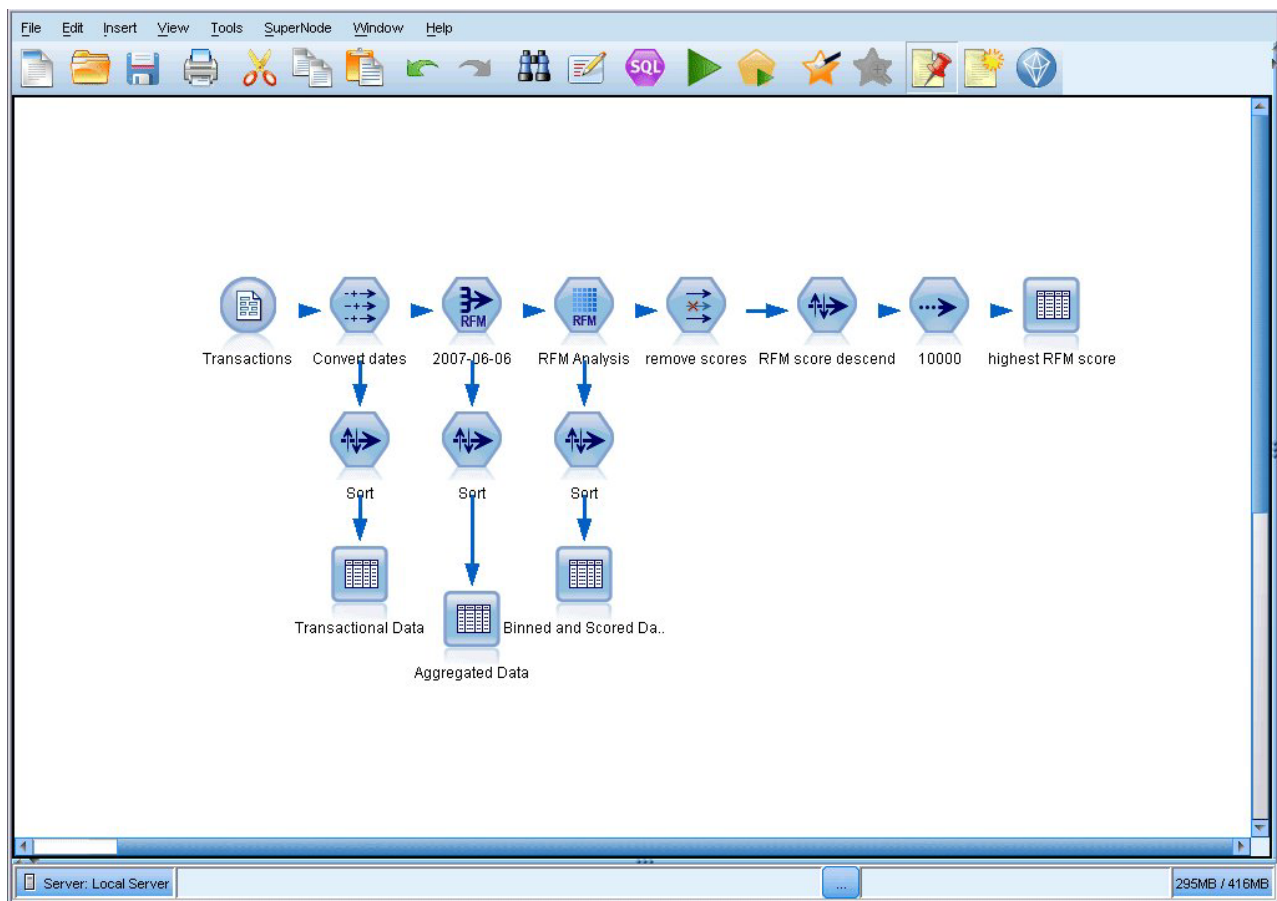 File Edit Insert View Tools SuperNode Window Help
SQL
RFM
RFM
Transactions Convert dates 2007-06-06 RFM Analysis remove scores RFM score descend 10000 highest RFM score
Sort Sort Sort
Transactional Data Binned and Scored Da..
Aggregated Data
Server: Local Server ... 295MB / 416MB